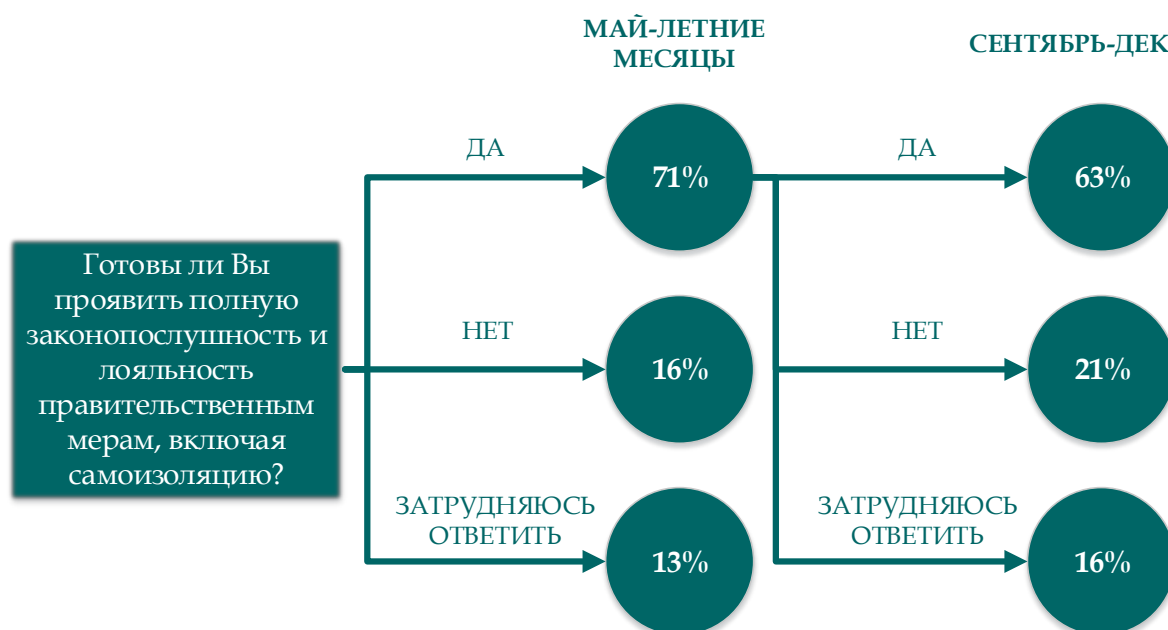 МАЙ-ЛЕТНИЕ
МЕСЯЦЫ
СЕНТЯБРЬ-ДЕК
ДА
71%
ДА
63%
Готовы ли Вы
проявить полную
законопослушность и
лояльность
правительственным
мерам, включая
самоизоляцию?
НЕТ
16%
НЕТ
21%
ЗАТРУДНЯЮСЬ
ОТВЕТИТЬ
13%
ЗАТРУДНЯЮСЬ
ОТВЕТИТЬ
16%